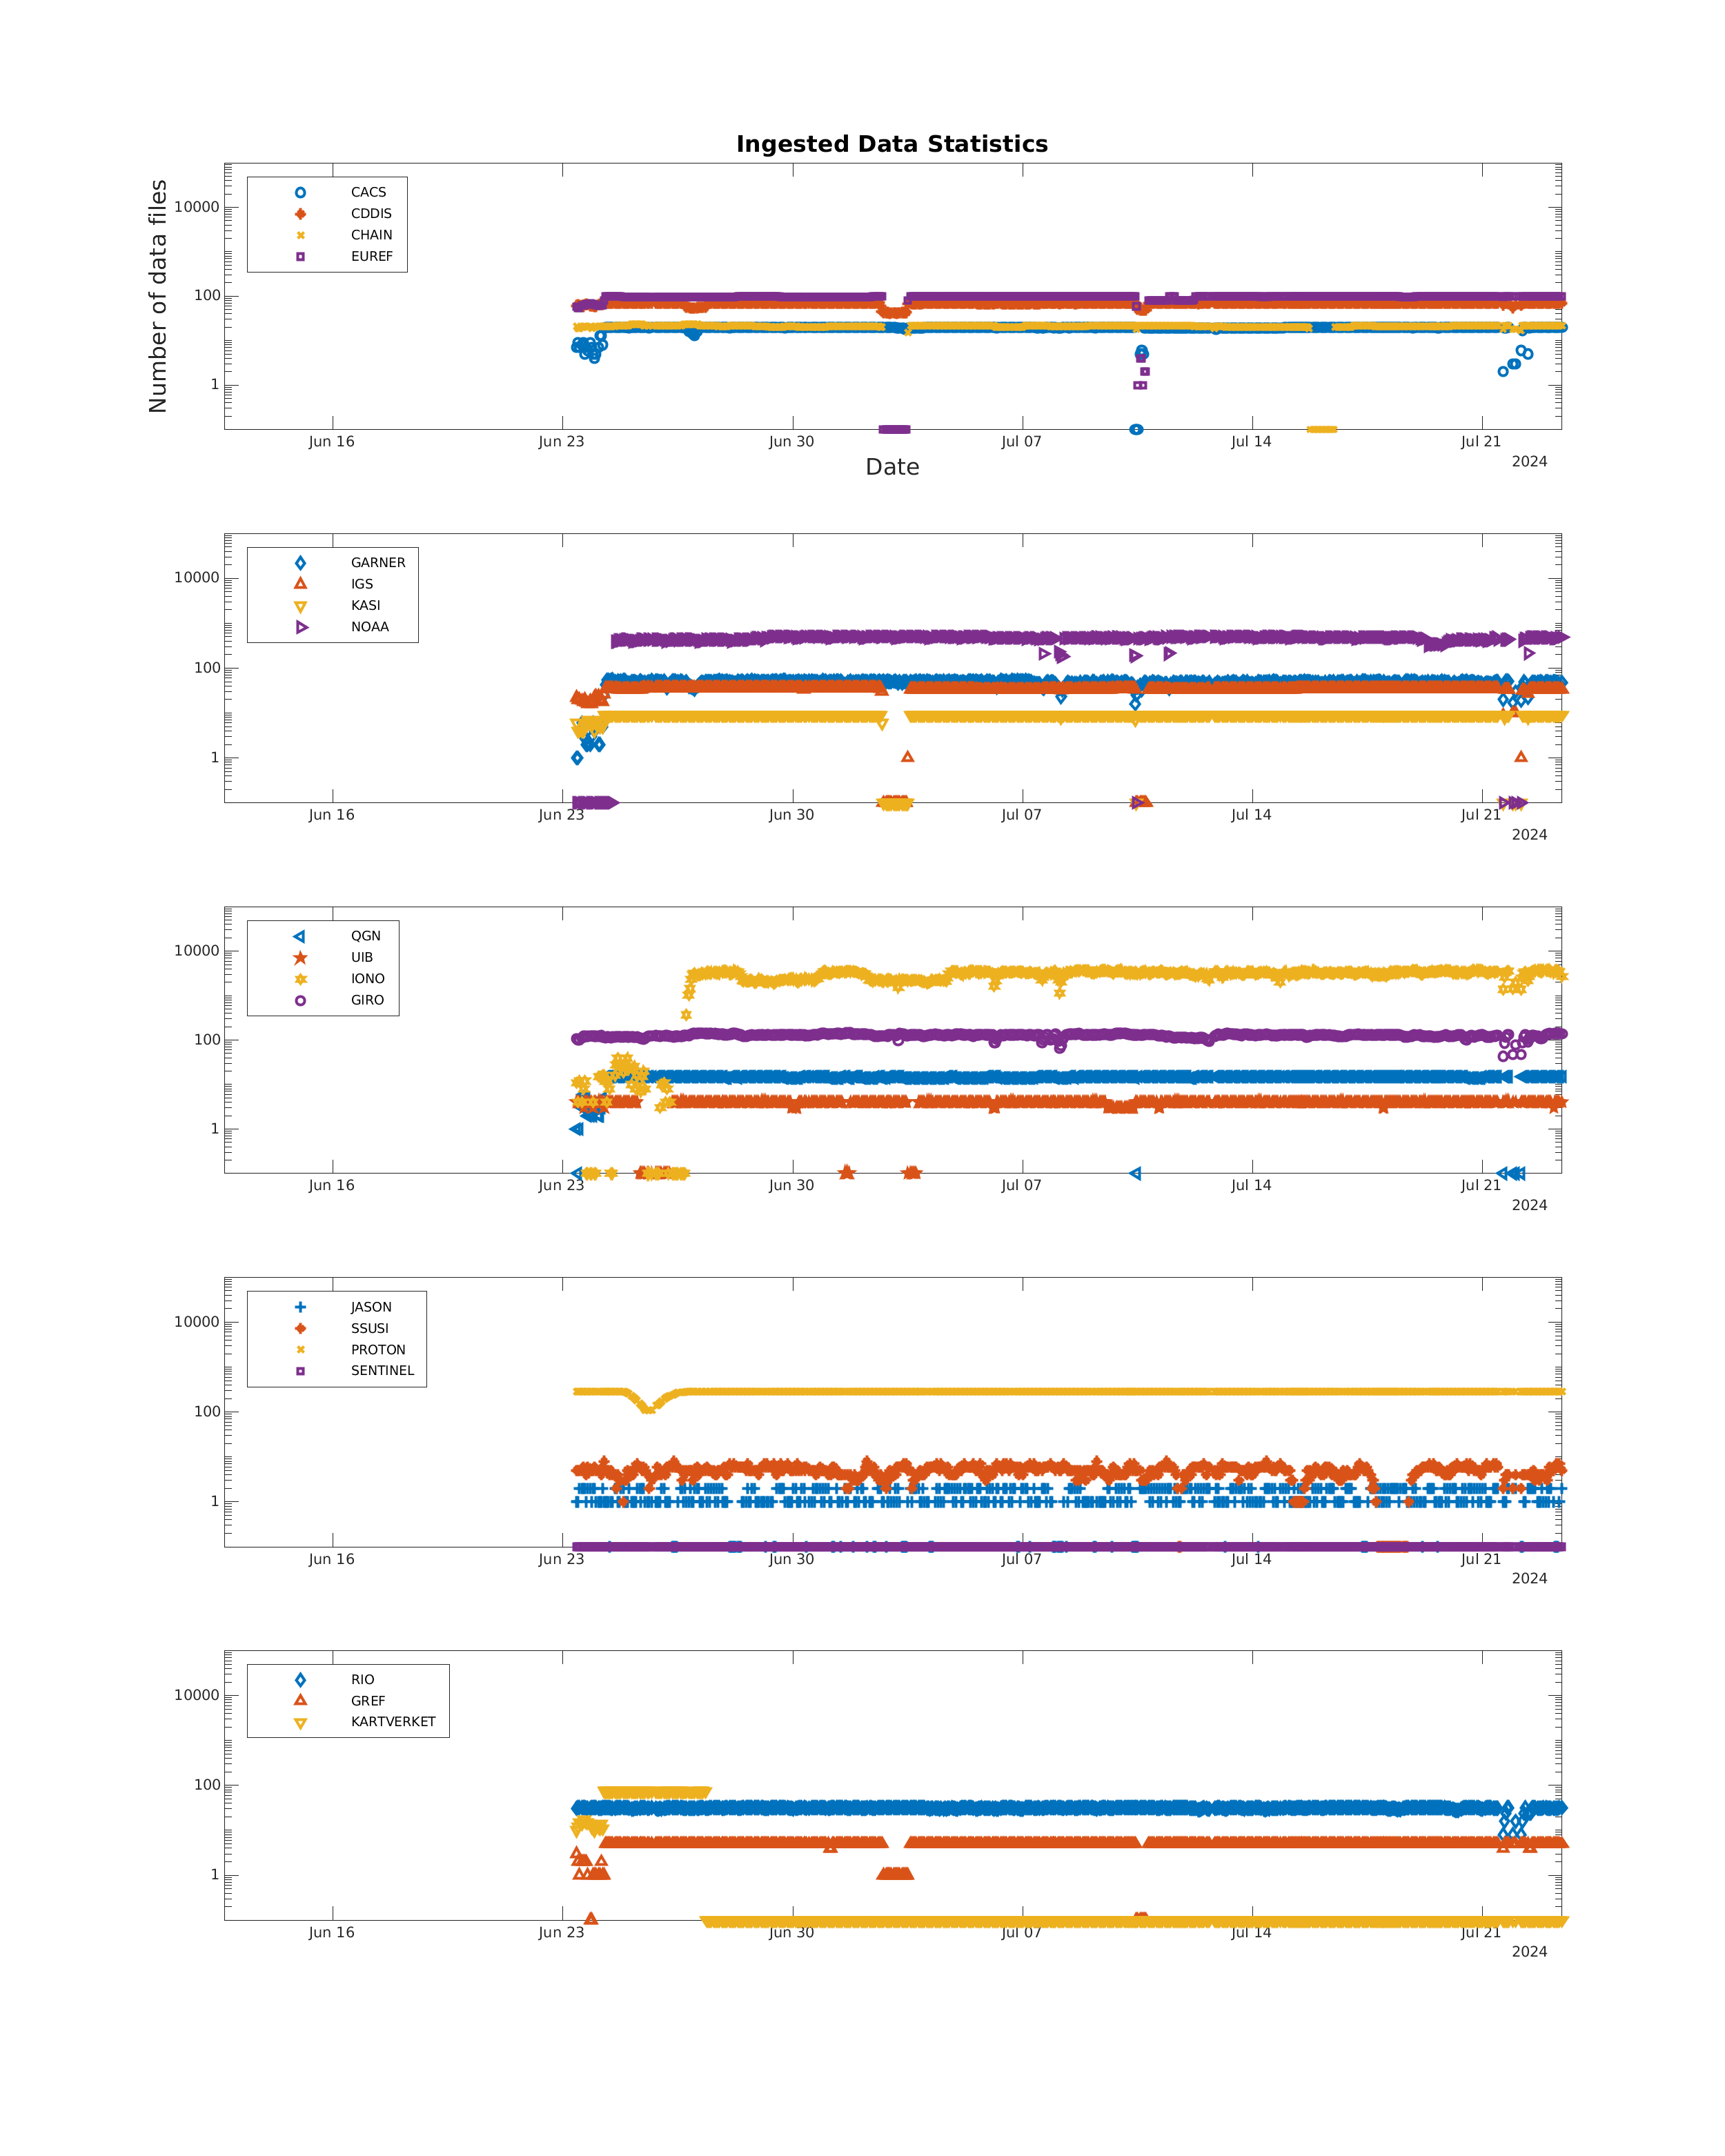 Ingested Data Statistics
Number of data files
10000
100
1
CACS
CDDIS
CHAIN
EUREF
Jun 16 Jun 23 Jun 30 Jul 07 Jul 14 Jul 21
2024
Date
10000
100
1
GARNER
IGS
KASI
NOAA
Jun 16 Jun 23 Jun 30 Jul 07 Jul 14 Jul 21
2024
10000
100
1
QGN
UIB
IONO
GIRO
Jun 16 Jun 23 Jun 30 Jul 07 Jul 14 Jul 21
2024
10000
100
1
JASON
SSUSI
PROTON
SENTINEL
Jun 16 Jun 23 Jun 30 Jul 07 Jul 14 Jul 21
2024
10000
100
1
RIO
GREF
KARTVERKET
Jun 16 Jun 23 Jun 30 Jul 07 Jul 14 Jul 21
2024